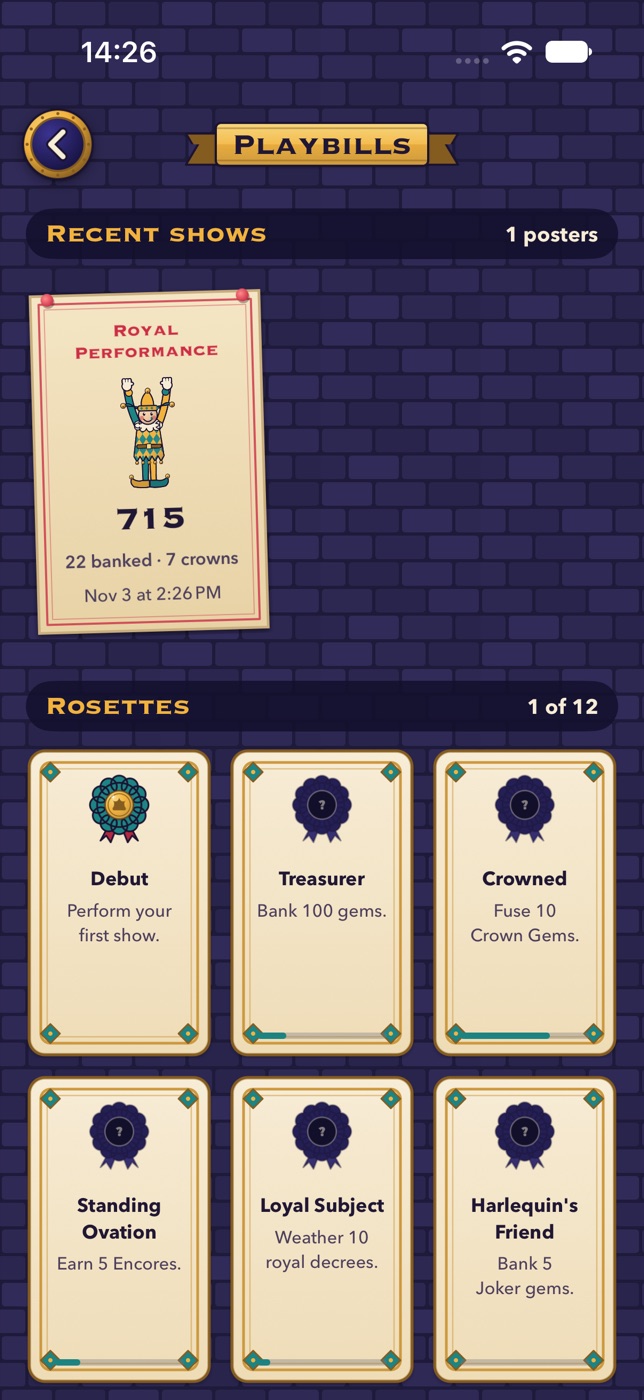 14:26
PLAYBILLS
RECENT SHOWS
1 posters
ROYAL
PERFORMANCE
715
22 banked · 7 crowns
Nov 3 at 2:26 PM
ROSETTES
1 of 12
Debut
Perform your
first show.
?
Treasurer
Bank 100 gems.
?
Crowned
Fuse 10
Crown Gems.
?
Standing
Ovation
Earn 5 Encores.
?
Loyal Subject
Weather 10
royal decrees.
?
Harlequin's
Friend
Bank 5
Joker gems.